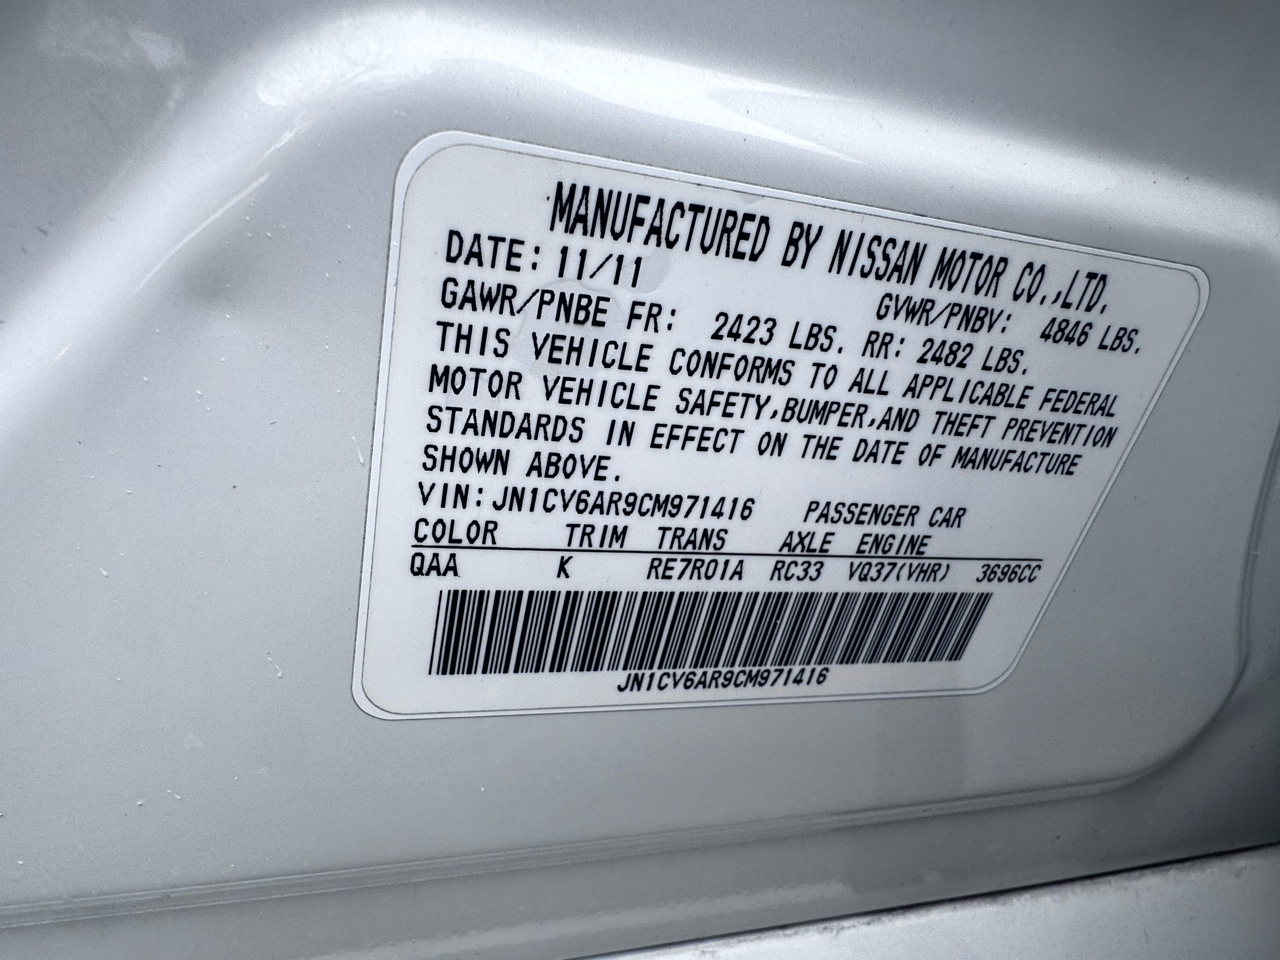 MANUFACTURED BY NISSAN MOTOR CO.,LTD.
DATE: 11/11 GVWR/PNBV: 4846 LBS.
GAWR/PNBE FR: 2423 LBS. RR: 2482 LBS.
THIS VEHICLE CONFORMS TO ALL APPLICABLE FEDERAL
MOTOR VEHICLE SAFETY,BUMPER,AND THEFT PREVENTION
STANDARDS IN EFFECT ON THE DATE OF MANUFACTURE
SHOWN ABOVE.
VIN: JN1CV6AR9CM971416 PASSENGER CAR
COLOR TRIM TRANS AXLE ENGINE
QAA K RE7R01A RC33 VQ37(VHR) 3696CC
JN1CV6AR9CM971416